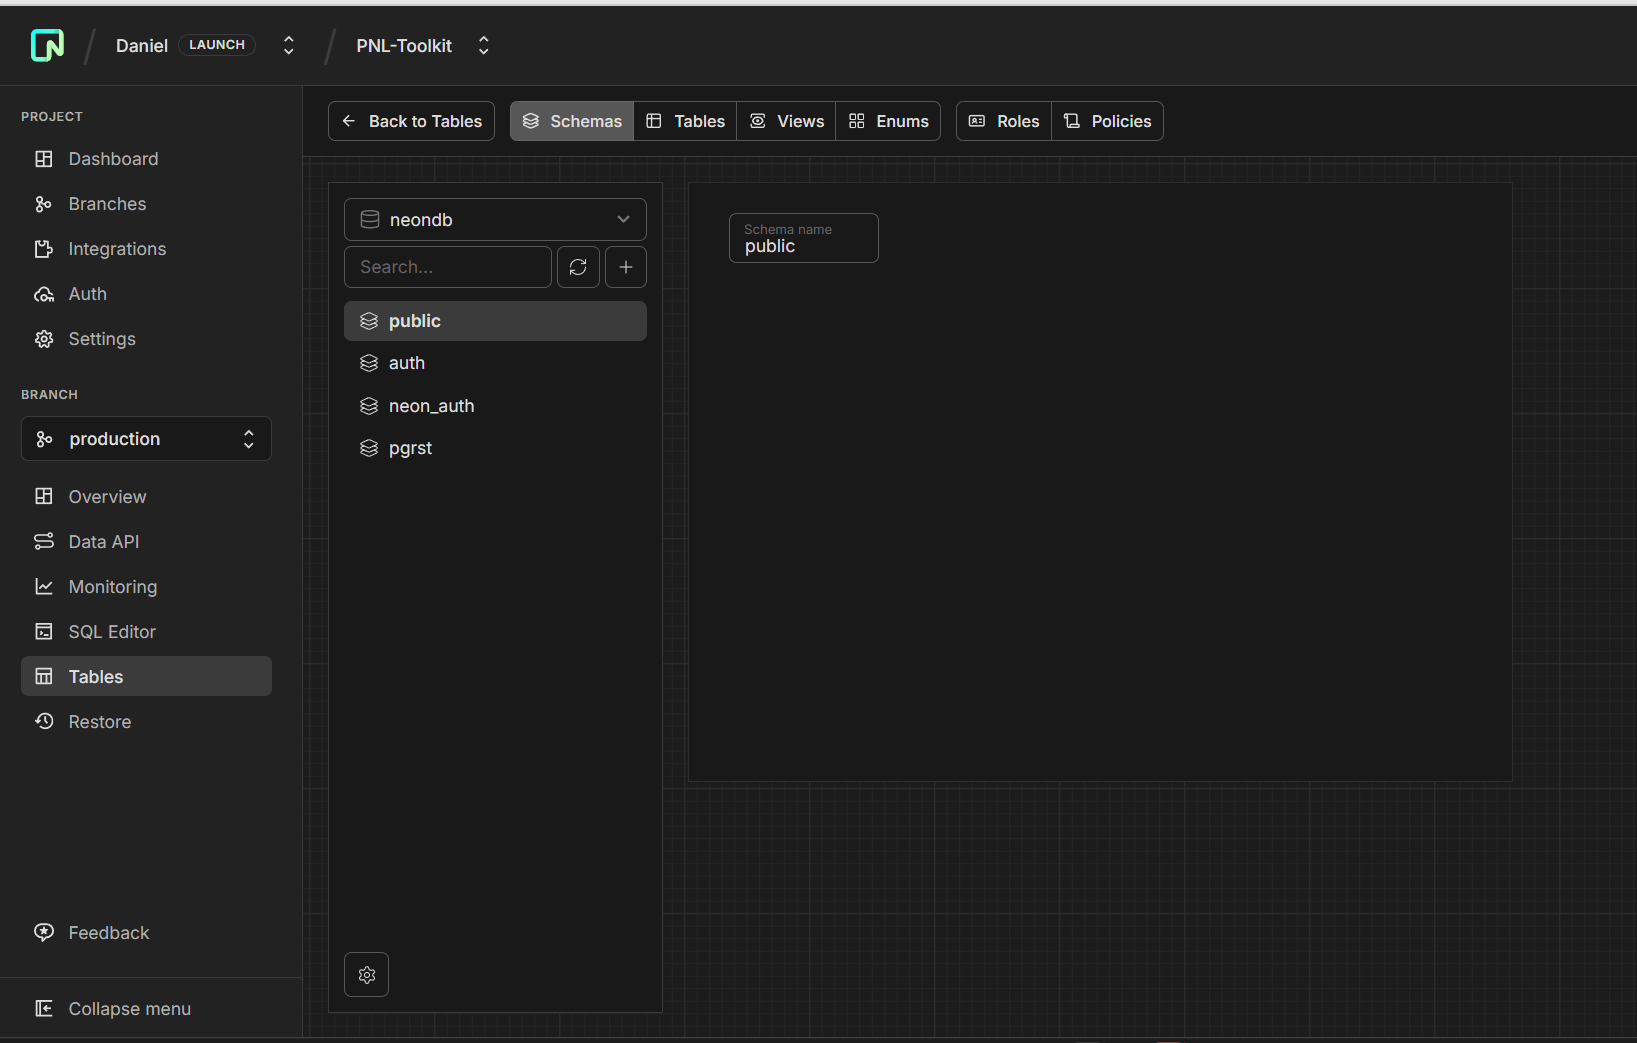 Daniel LAUNCH
PNL-Toolkit
PROJECT
Dashboard
Branches
Integrations
Auth
Settings
BRANCH
production
Overview
Data API
Monitoring
SQL Editor
Tables
Restore
Feedback
Collapse menu
Back to Tables
Schemas
Tables
Views
Enums
Roles
Policies
neondb
Search...
public
auth
neon_auth
pgrst
Schema name
public